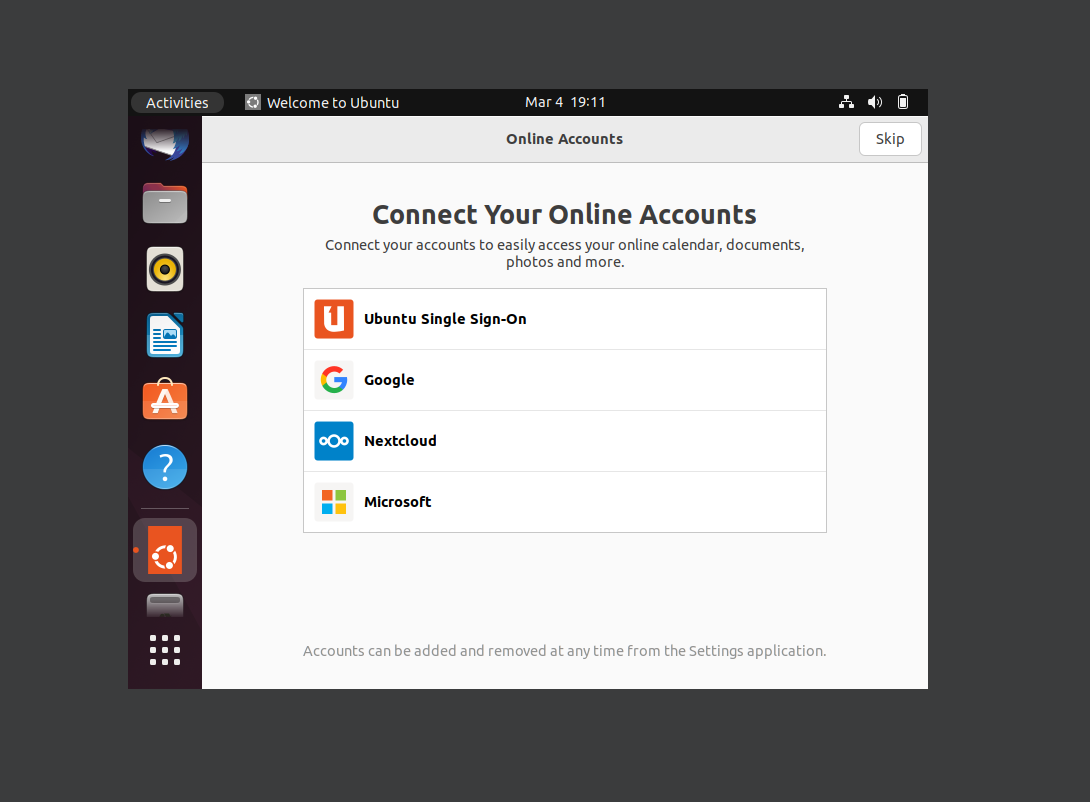 Activities
Welcome to Ubuntu
Mar 4 19:11
Online Accounts
Skip
Connect Your Online Accounts
Connect your accounts to easily access your online calendar, documents,
photos and more.
Ubuntu Single Sign-On
Google
Nextcloud
Microsoft
Accounts can be added and removed at any time from the Settings application.